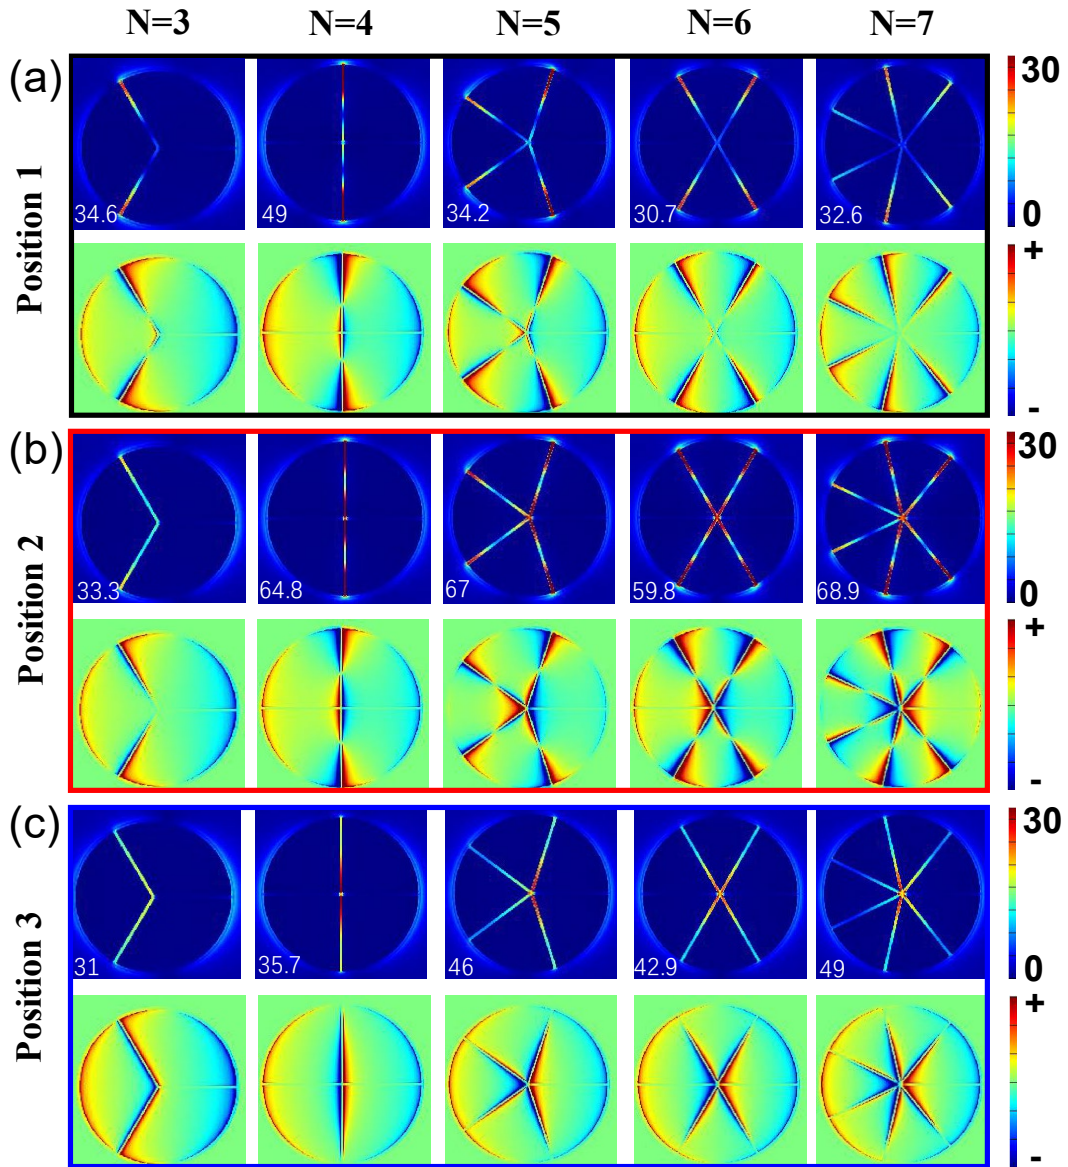 N=3 N=4 N=5 N=6 N=7
(a)
Position 1
34.6 49 34.2 30.7 32.6
30
0
+
-
(b)
Position 2
33.3 64.8 67 59.8 68.9
30
0
+
-
(c)
Position 3
31 35.7 46 42.9 49
30
0
+
-